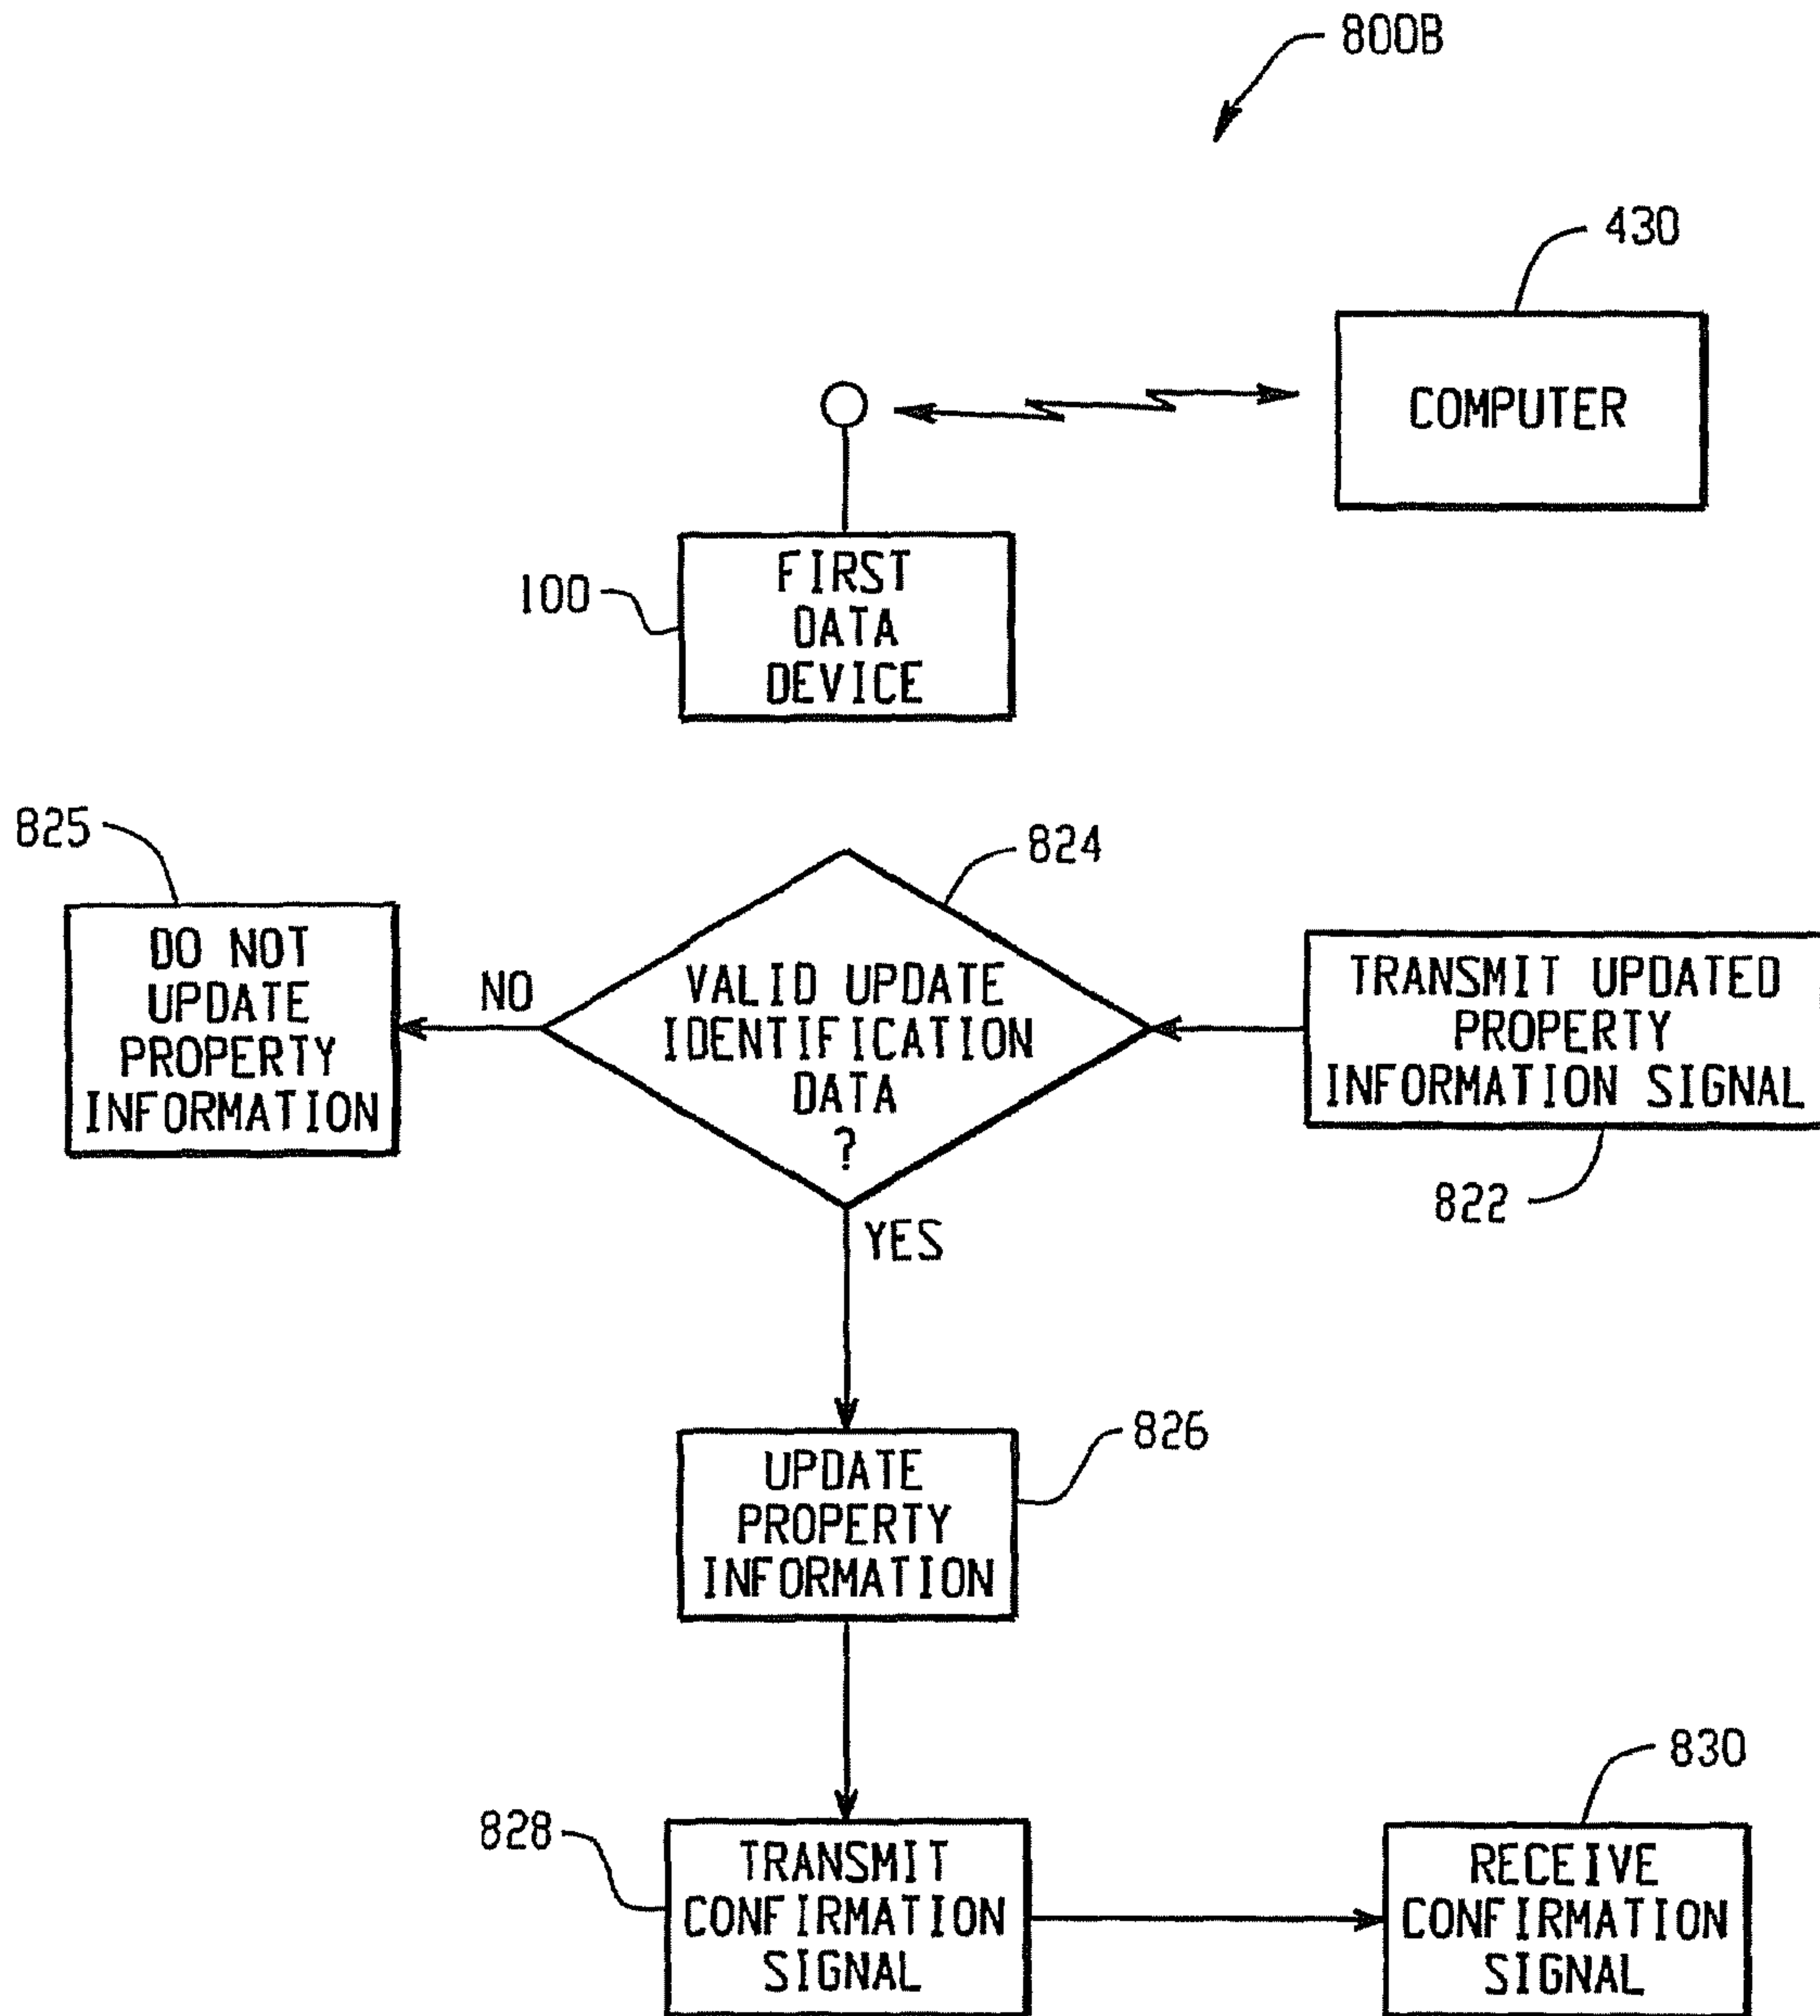 800B
430
COMPUTER
100
FIRST
DATA
DEVICE
825
DO NOT
UPDATE
PROPERTY
INFORMATION
NO
824
VALID UPDATE
IDENTIFICATION
DATA
?
YES
TRANSMIT UPDATED
PROPERTY
INFORMATION SIGNAL
822
826
UPDATE
PROPERTY
INFORMATION
828
TRANSMIT
CONFIRMATION
SIGNAL
830
RECEIVE
CONFIRMATION
SIGNAL